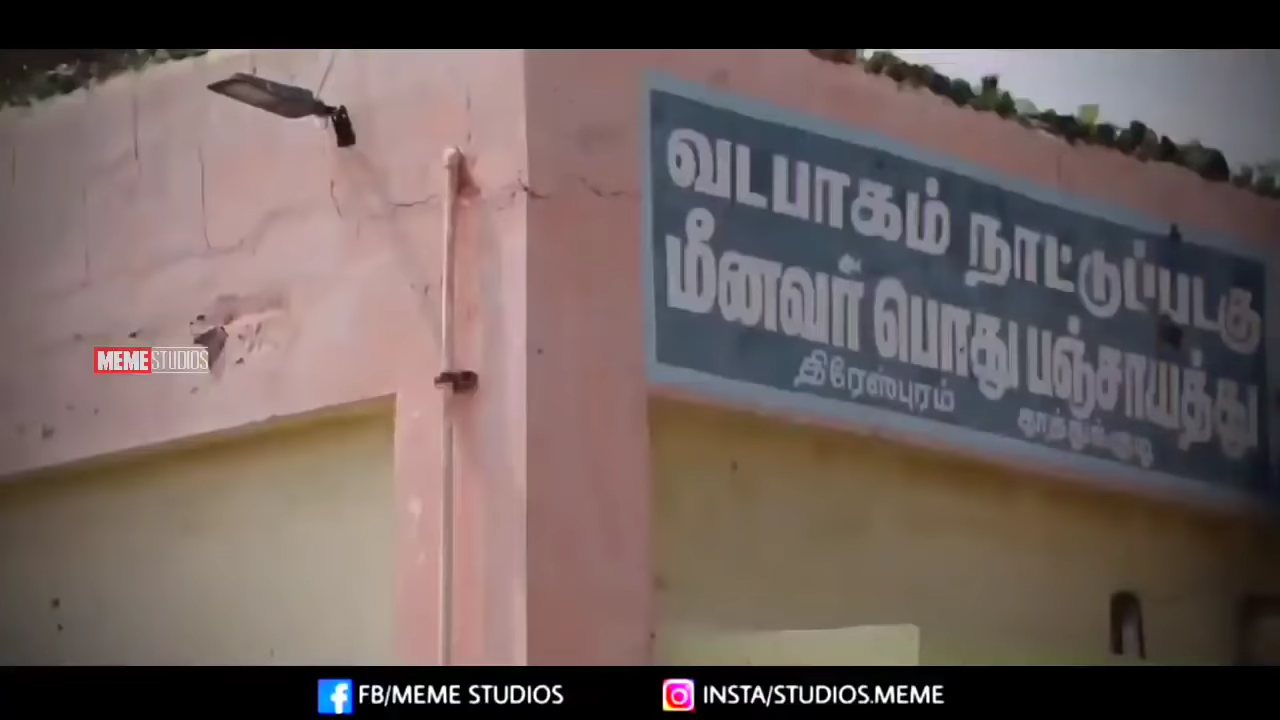 வடபாகம் நாட்டுப்படகு
மீனவர் பொது பஞ்சாயத்து
திரேஸ்புரம் தூத்துக்குடி
MEME STUDIOS
FB/MEME STUDIOS
INSTA/STUDIOS.MEME